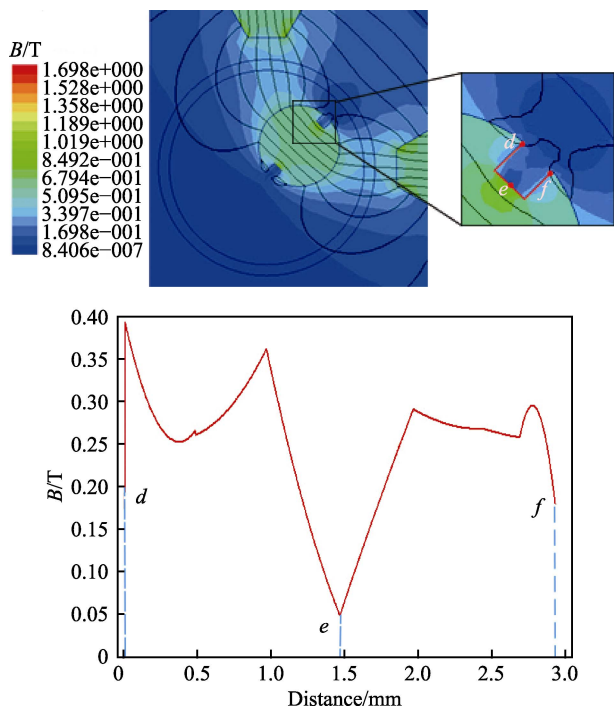 B/T
1.698e+000
1.528e+000
1.358e+000
1.189e+000
1.019e+000
8.492e−001
6.794e−001
5.095e−001
3.397e−001
1.698e−001
8.406e−007
d
e
f
0.40
0.35
0.30
0.25
0.20
0.15
0.10
0.05
0
B/T
d
e
f
0 0.5 1.0 1.5 2.0 2.5 3.0
Distance/mm